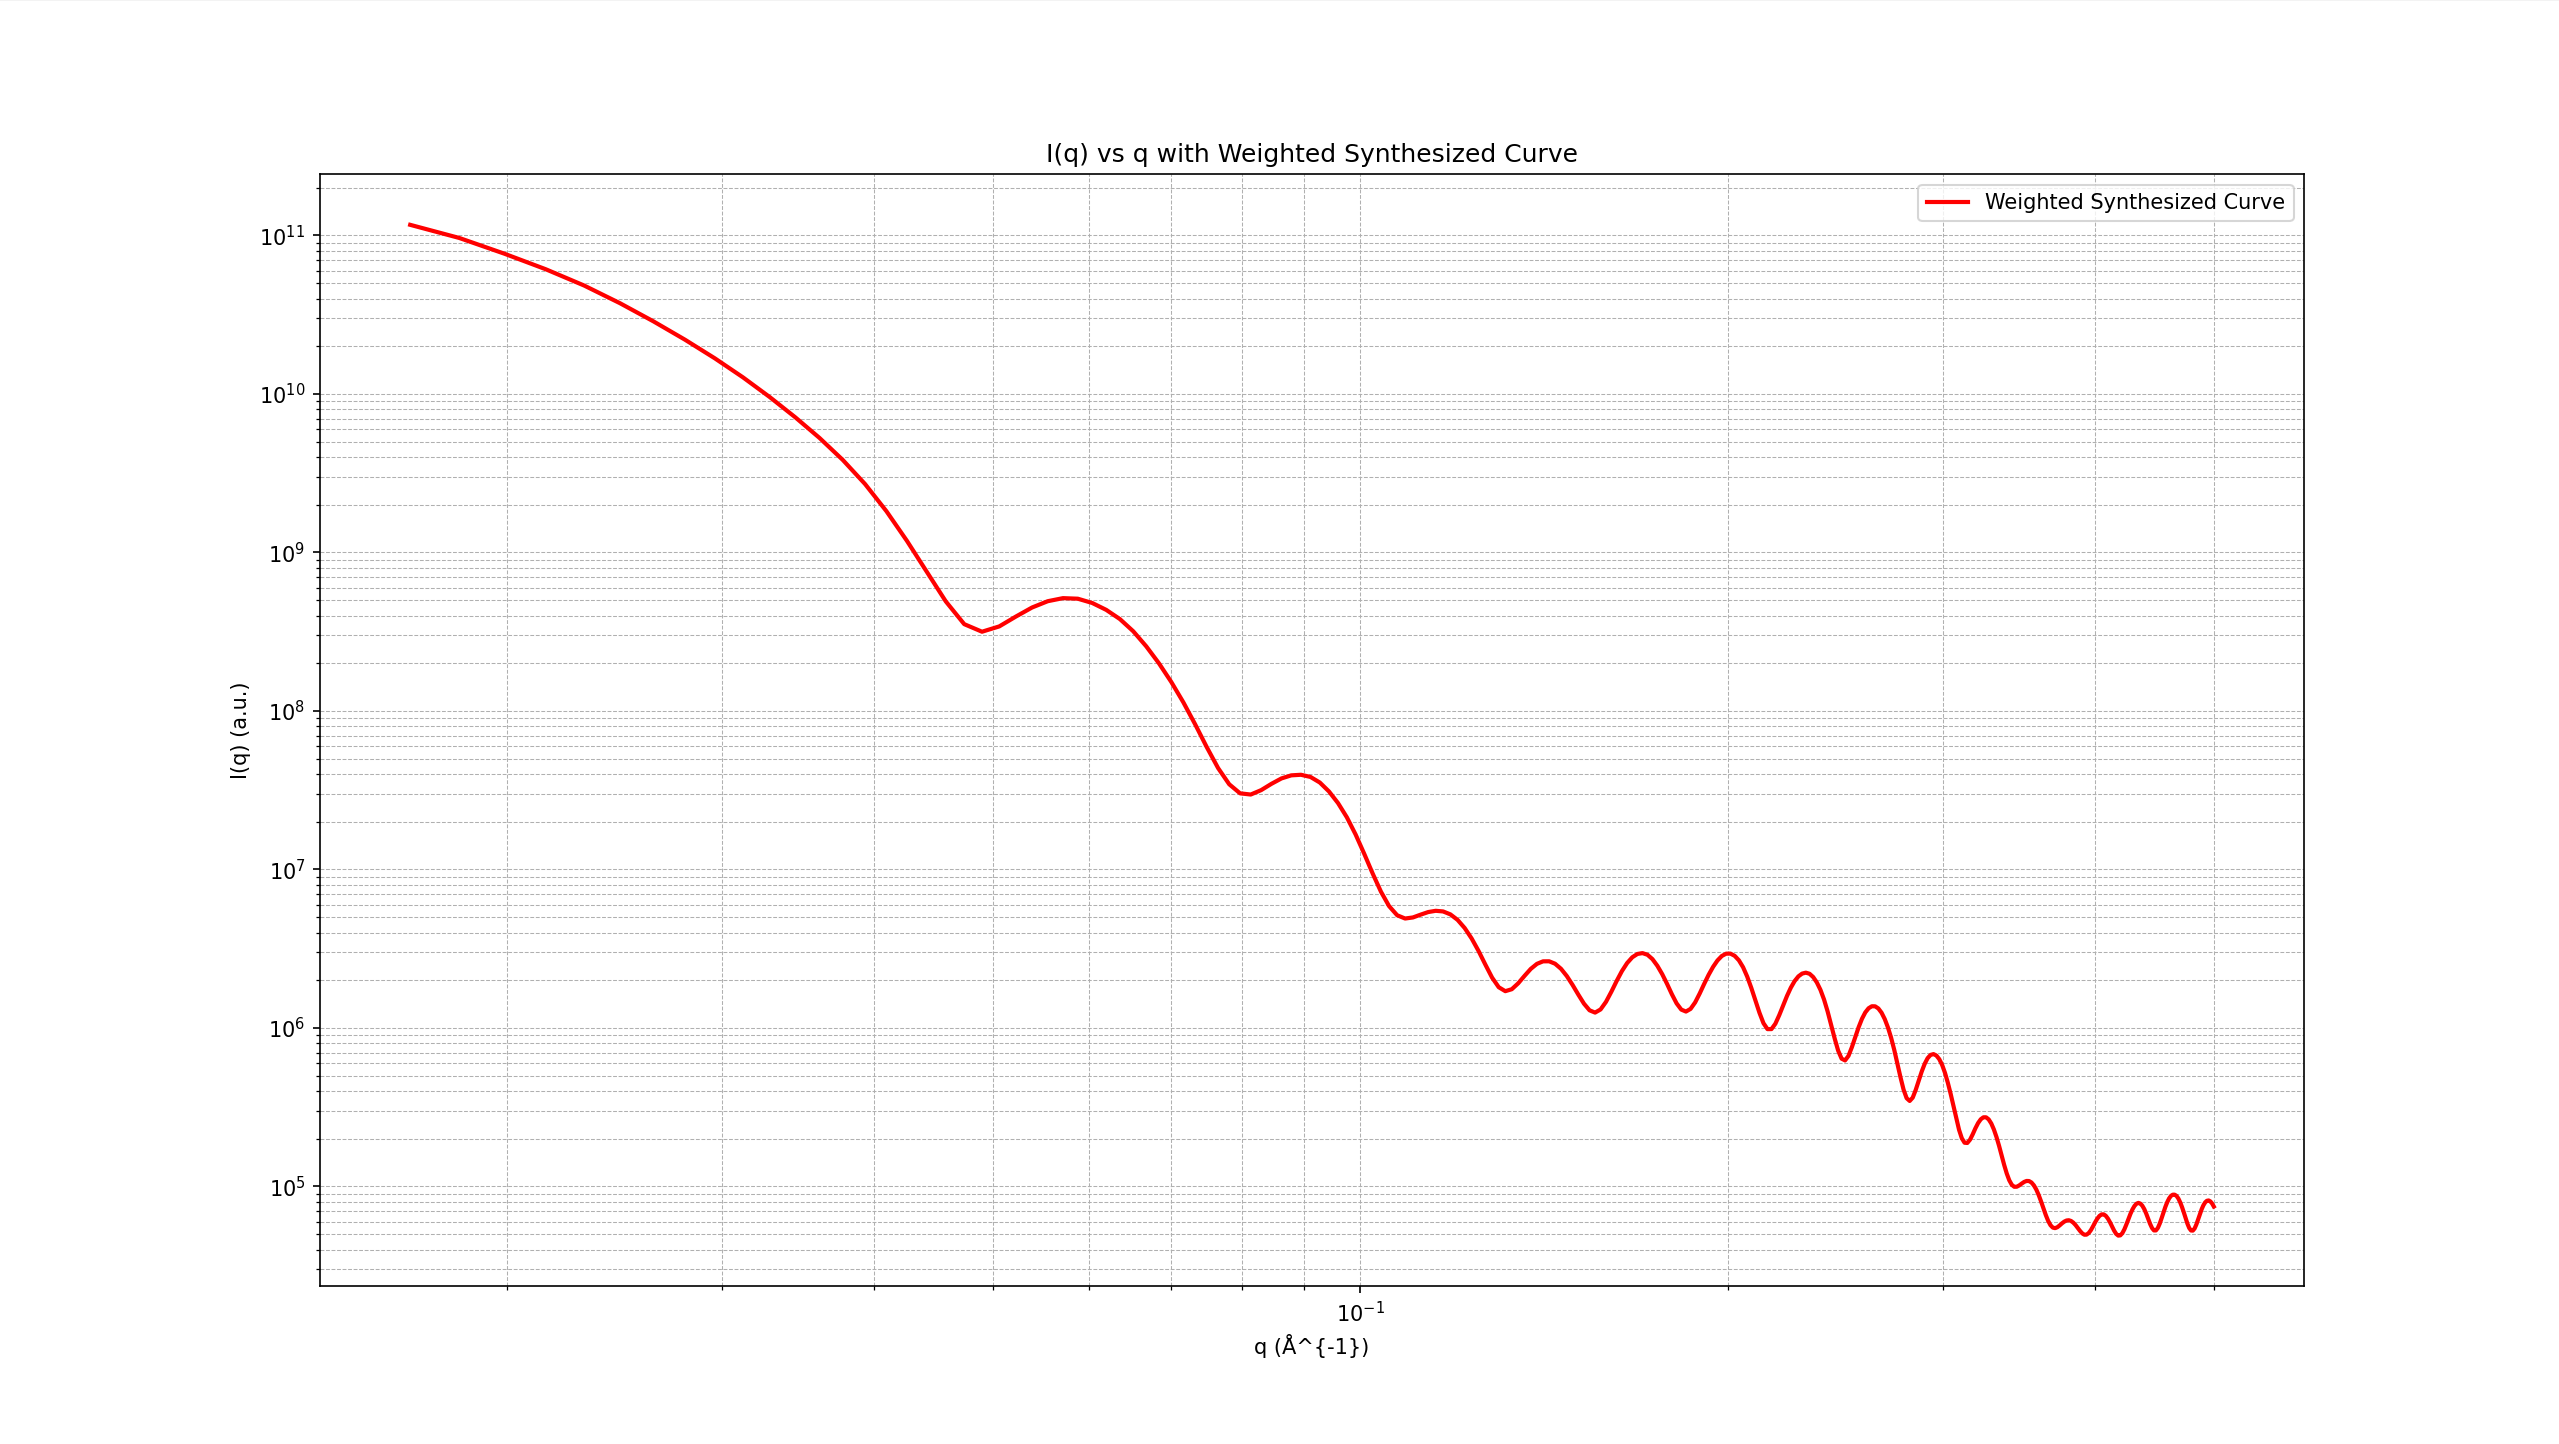 I(q) vs q with Weighted Synthesized Curve
Weighted Synthesized Curve
10¹¹
10¹⁰
10⁹
10⁸
10⁷
10⁶
10⁵
I(q) (a.u.)
10⁻¹
q (Å^{-1})